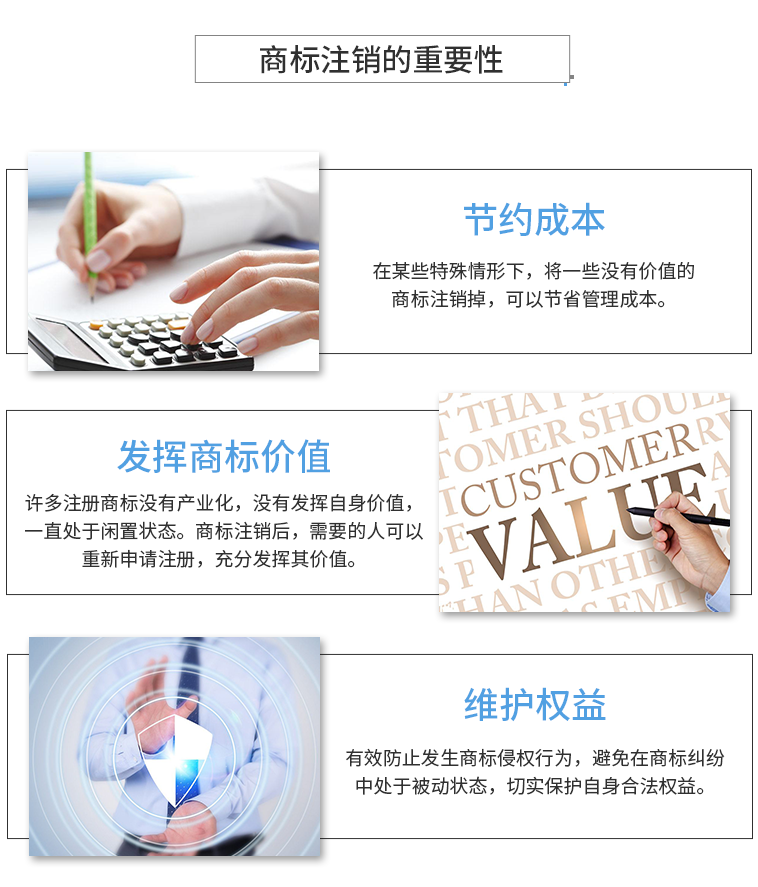 商标注销的重要性
节约成本
在某些特殊情形下，将一些没有价值的
商标注销掉，可以节省管理成本。
发挥商标价值
许多注册商标没有产业化，没有发挥自身价值，
一直处于闲置状态。商标注销后，需要的人可以
重新申请注册，充分发挥其价值。
THAT
TOMER SHOULD
CUSTOMER
VALUE
THAN OTHE
维护权益
有效防止发生商标侵权行为，避免在商标纠纷
中处于被动状态，切实保护自身合法权益。